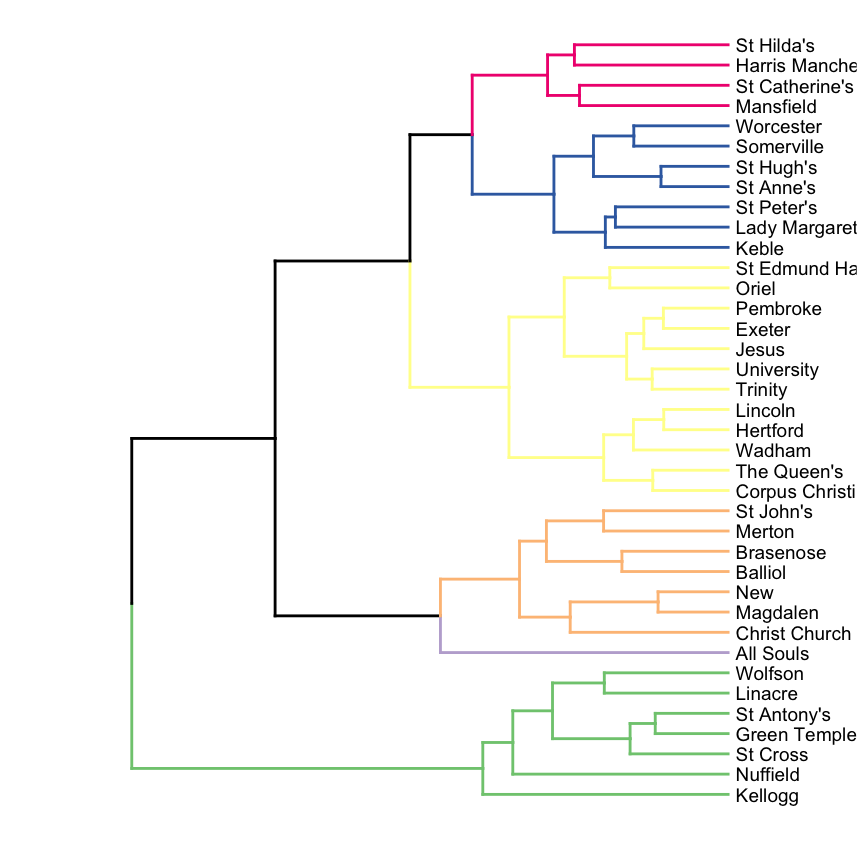 St Hilda's
Harris Manche
St Catherine's
Mansfield
Worcester
Somerville
St Hugh's
St Anne's
St Peter's
Lady Margaret
Keble
St Edmund Ha
Oriel
Pembroke
Exeter
Jesus
University
Trinity
Lincoln
Hertford
Wadham
The Queen's
Corpus Christi
St John's
Merton
Brasenose
Balliol
New
Magdalen
Christ Church
All Souls
Wolfson
Linacre
St Antony's
Green Temple
St Cross
Nuffield
Kellogg